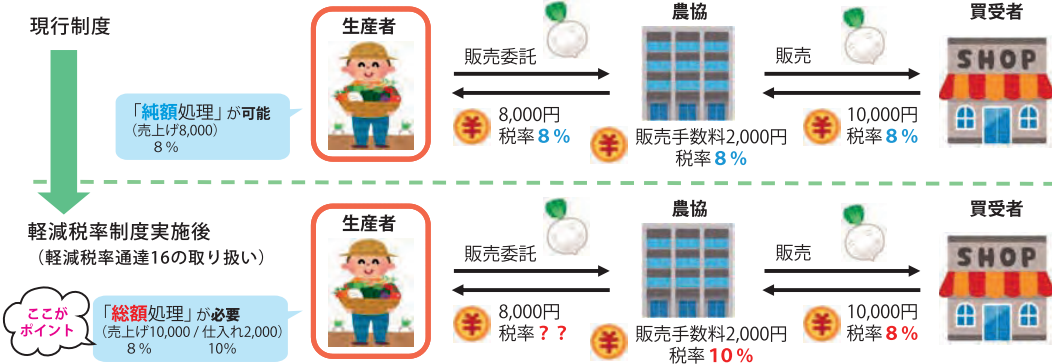 現行制度
生産者
農協
買受者
販売委託
販売
SHOP
「純額処理」が可能
（売上げ8,000）
8％
8,000円
税率8％
販売手数料2,000円
税率8％
10,000円
税率8％
軽減税率制度実施後
（軽減税率通達16の取り扱い）
生産者
農協
買受者
販売委託
販売
SHOP
ここが
ポイント
「総額処理」が必要
（売上げ10,000 / 仕入れ2,000）
8％ 10％
8,000円
税率？？
販売手数料2,000円
税率10％
10,000円
税率8％